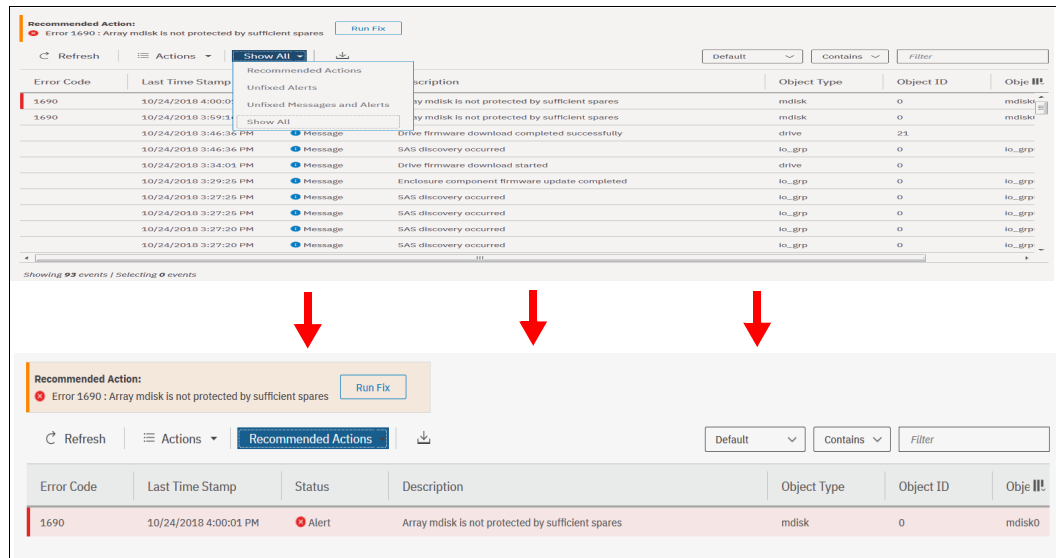 Recommended Action:
Error 1690 : Array mdisk is not protected by sufficient spares
Run Fix
Refresh Actions Show All Default Contains Filter
Recommended Actions
Unfixed Alerts
Unfixed Messages and Alerts
Show All
Error Code Last Time Stamp Object Type Object ID Obje
1690 10/24/2018 4:00:0 mdisk is not protected by sufficient spares mdisk 0
1690 10/24/2018 3:59:1 mdisk is not protected by sufficient spares mdisk 0
10/24/2018 3:46:36 PM Message Drive firmware download completed successfully drive 21
10/24/2018 3:46:36 PM Message SAS discovery occurred io_grp 0 io_grp
10/24/2018 3:34:01 PM Message Drive firmware download started drive 0
10/24/2018 3:29:25 PM Message Enclosure component firmware update completed io_grp 0 io_grp
10/24/2018 3:27:25 PM Message SAS discovery occurred io_grp 0 io_grp
10/24/2018 3:27:25 PM Message SAS discovery occurred io_grp 0 io_grp
10/24/2018 3:27:20 PM Message SAS discovery occurred io_grp 0 io_grp
10/24/2018 3:27:20 PM Message SAS discovery occurred io_grp 0 io_grp
Showing 93 events | Selecting 0 events
Recommended Action:
Error 1690 : Array mdisk is not protected by sufficient spares
Run Fix
Refresh Actions Recommended Actions Default Contains Filter
Error Code Last Time Stamp Status Description Object Type Object ID Obje
1690 10/24/2018 4:00:01 PM Alert Array mdisk is not protected by sufficient spares mdisk 0 mdisk0